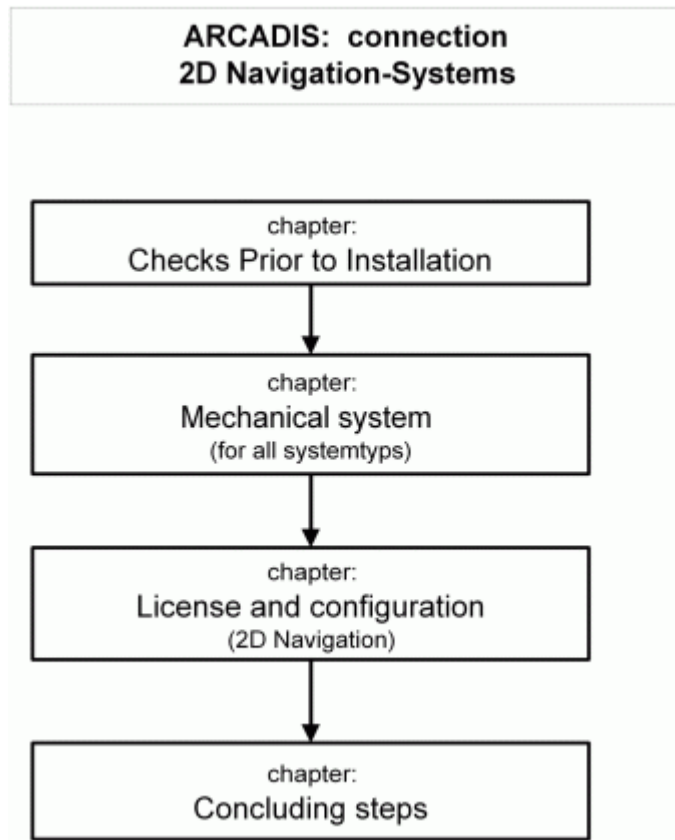 ARCADIS: connection
2D Navigation-Systems
chapter:
Checks Prior to Installation
chapter:
Mechanical system
(for all systemtyps)
chapter:
License and configuration
(2D Navigation)
chapter:
Concluding steps